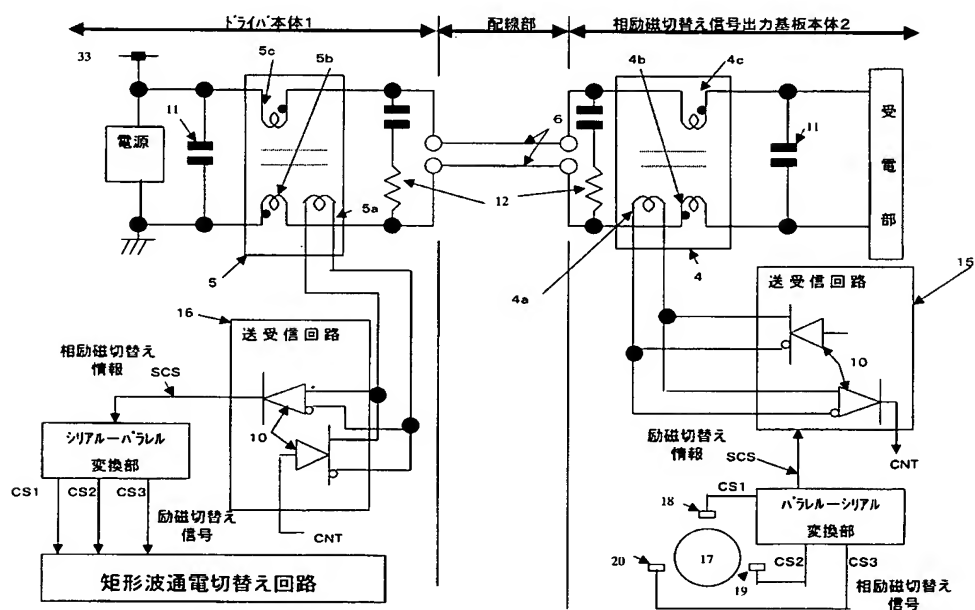 ドライバ本体1
配線部
相励磁切替え信号出力基板本体2
33
5c
5b
4b
4c
11
電源
6
11
受電部
12
5a
5
4a
4
15
16
送受信回路
送受信回路
相励磁切替え
情報
SCS
10
10
シリアルーパラレル
変換部
CS1
CS2
CS3
励磁切替え
信号
CNT
矩形波通電切替え回路
励磁切替え
情報
SCS
CNT
CS1
18
パラレルーシリアル
変換部
20
17
19
CS2
CS3
相励磁切替え
信号